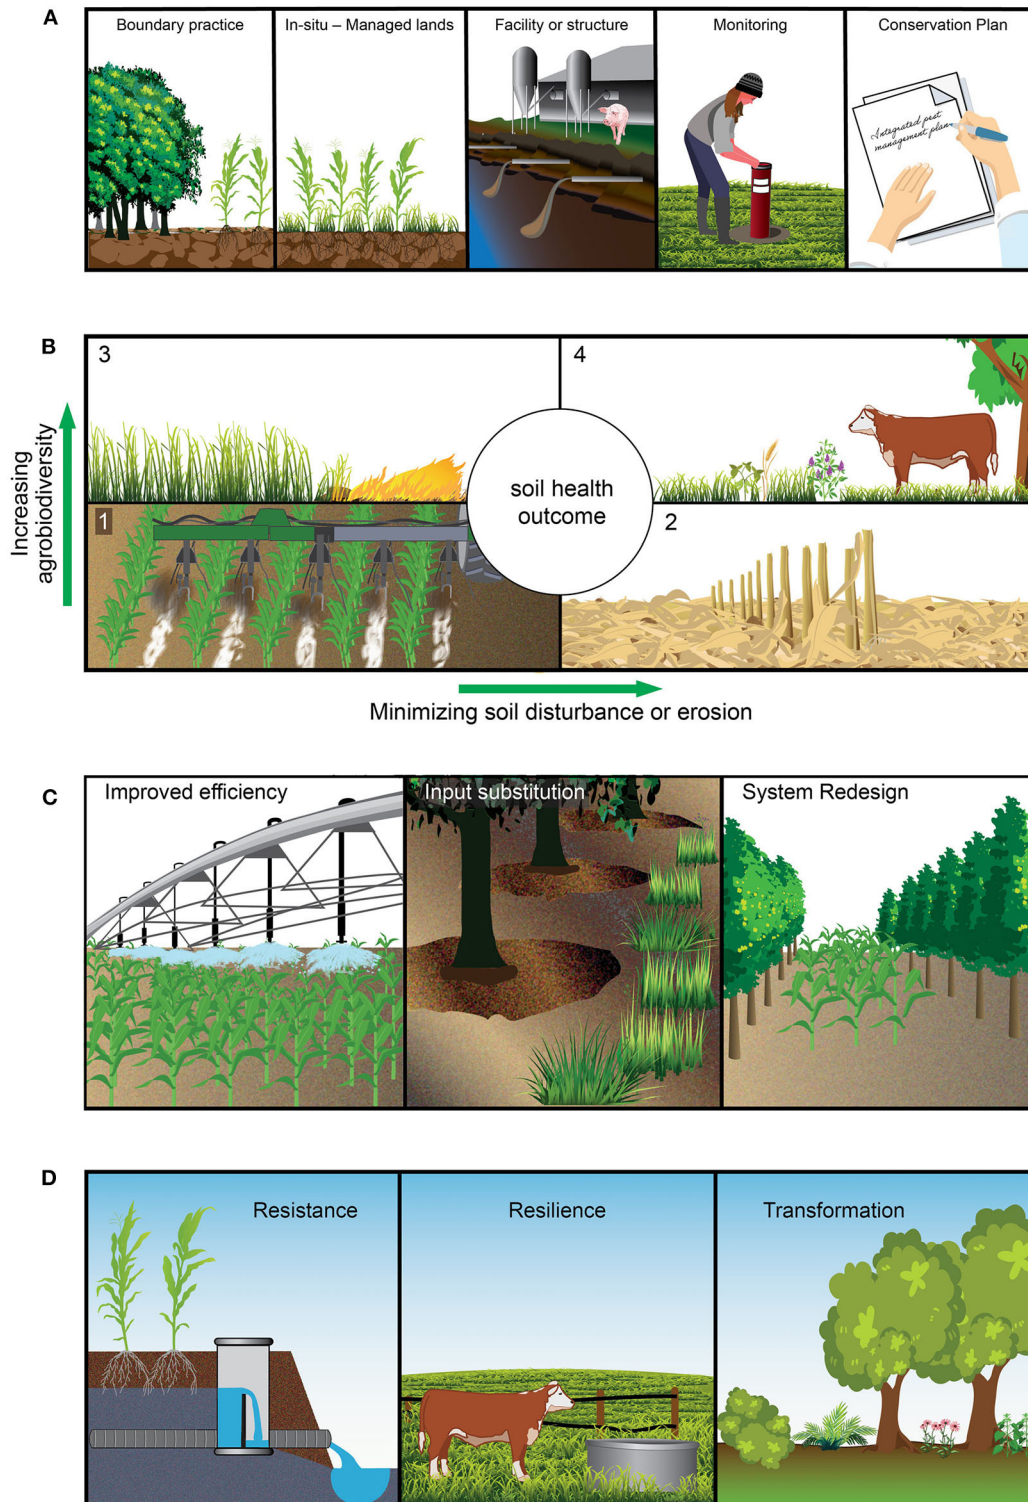 A
Boundary practice
In-situ – Managed lands
Facility or structure
Monitoring
Conservation Plan
Integrated pest
management plan
B
3
4
Increasing
agrobiodiversity
soil health
outcome
1
2
Minimizing soil disturbance or erosion
C
Improved efficiency
Input substitution
System Redesign
D
Resistance
Resilience
Transformation